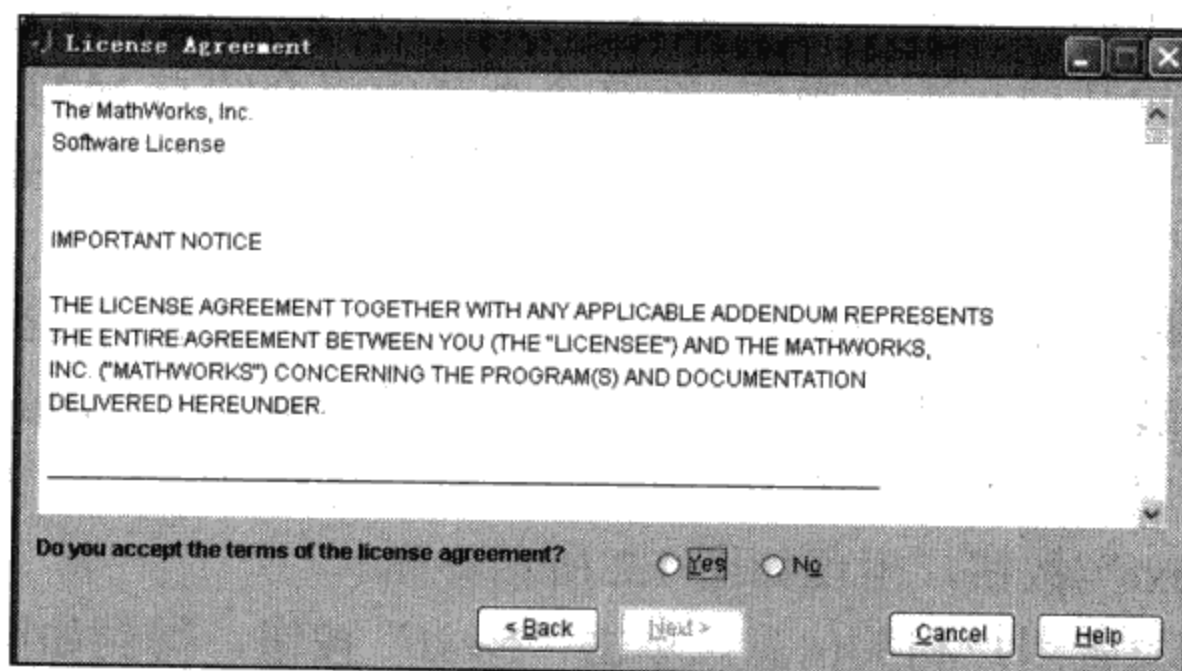 License Agreement
The MathWorks, Inc.
Software License
IMPORTANT NOTICE
THE LICENSE AGREEMENT TOGETHER WITH ANY APPLICABLE ADDENDUM REPRESENTS
THE ENTIRE AGREEMENT BETWEEN YOU (THE "LICENSEE") AND THE MATHWORKS,
INC. ("MATHWORKS") CONCERNING THE PROGRAM(S) AND DOCUMENTATION
DELIVERED HEREUNDER.
Do you accept the terms of the license agreement? Yes No
< Back Next > Cancel Help